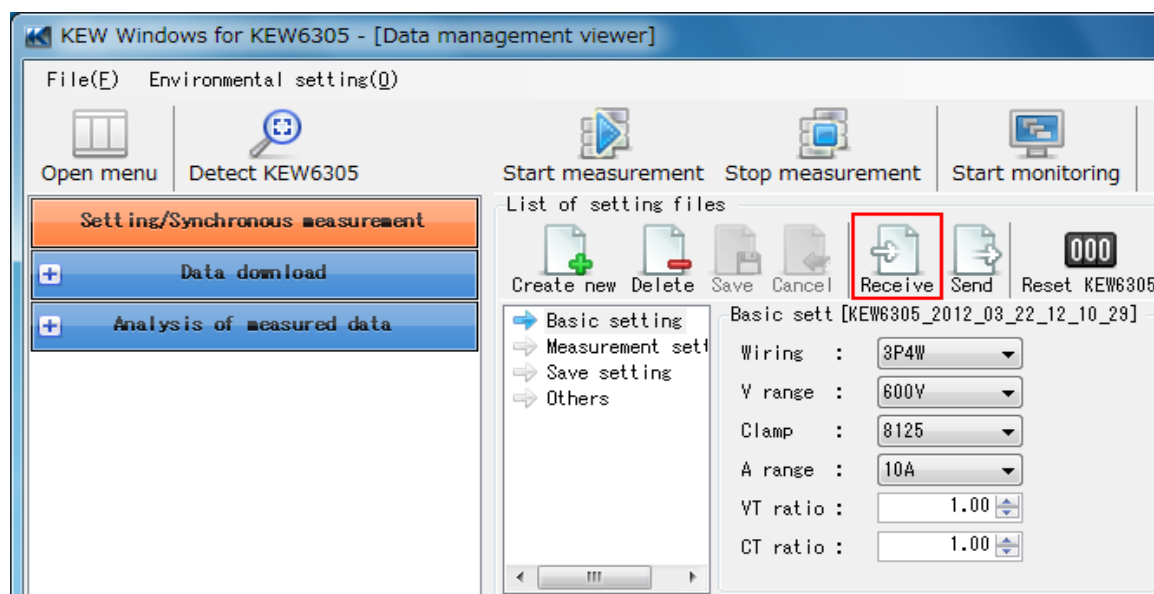 KEW Windows for KEW6305 - [Data management viewer]
File(F) Environmental setting(O)
Open menu Detect KEW6305 Start measurement Stop measurement Start monitoring
Setting/Synchronous measurement
Data download
Analysis of measured data
List of setting files
000
Create new Delete Save Cancel Receive Send Reset KEW6305
Basic setting
Measurement sett
Save setting
Others
Basic sett [KEW6305_2012_03_22_12_10_29]
Wiring : 3P4W
V range : 600V
Clamp : 8125
A range : 10A
VT ratio : 1.00
CT ratio : 1.00